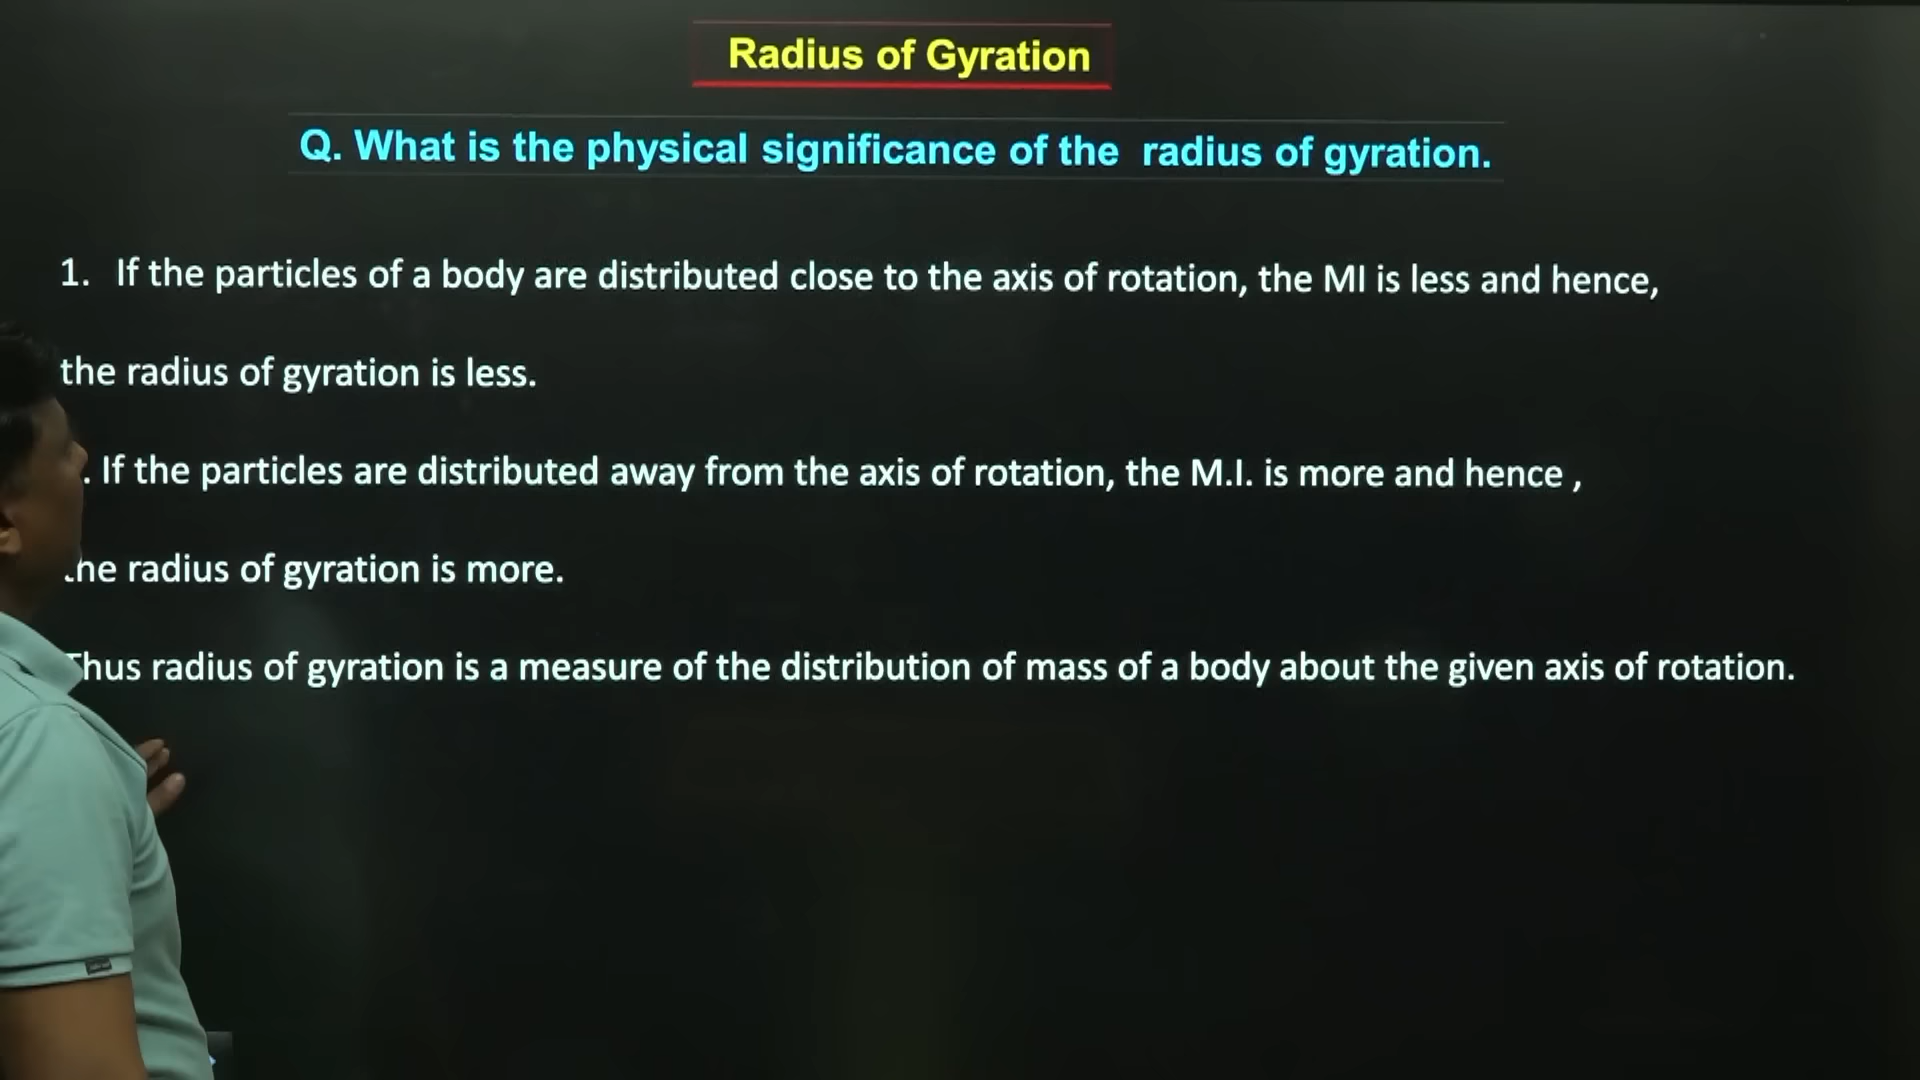 Radius of Gyration
Q. What is the physical significance of the radius of gyration.
1. If the particles of a body are distributed close to the axis of rotation, the MI is less and hence,
the radius of gyration is less.
. If the particles are distributed away from the axis of rotation, the M.I. is more and hence ,
the radius of gyration is more.
Thus radius of gyration is a measure of the distribution of mass of a body about the given axis of rotation.